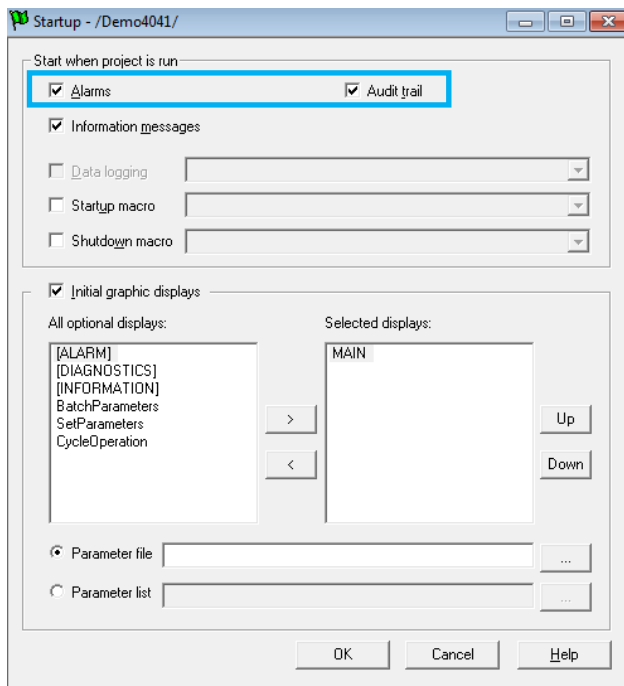 Startup - /Demo4041/
Start when project is run
Alarms Audit trail
Information messages
Data logging
Startup macro
Shutdown macro
Initial graphic displays
All optional displays: Selected displays:
[ALARM] MAIN
[DIAGNOSTICS]
[INFORMATION]
BatchParameters
SetParameters > Up
CycleOperation
< Down
Parameter file ...
Parameter list ...
OK Cancel Help